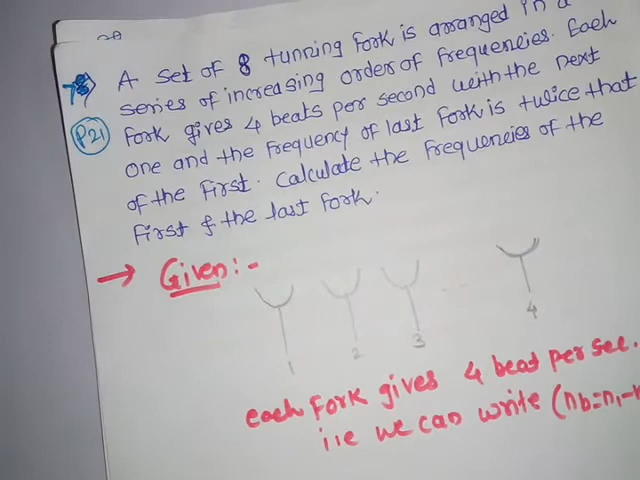 A set of 8 tunning fork is arranged in a
series of increasing order of frequencies. Each
P21 fork gives 4 beats per second with the next
one and the frequency of last fork is twice that
of the first. Calculate the frequencies of the
first & the last fork.
→ Given:-
1 2 3 ... 4
each fork gives 4 beat per sec.
i.e we can write (nb=n1-